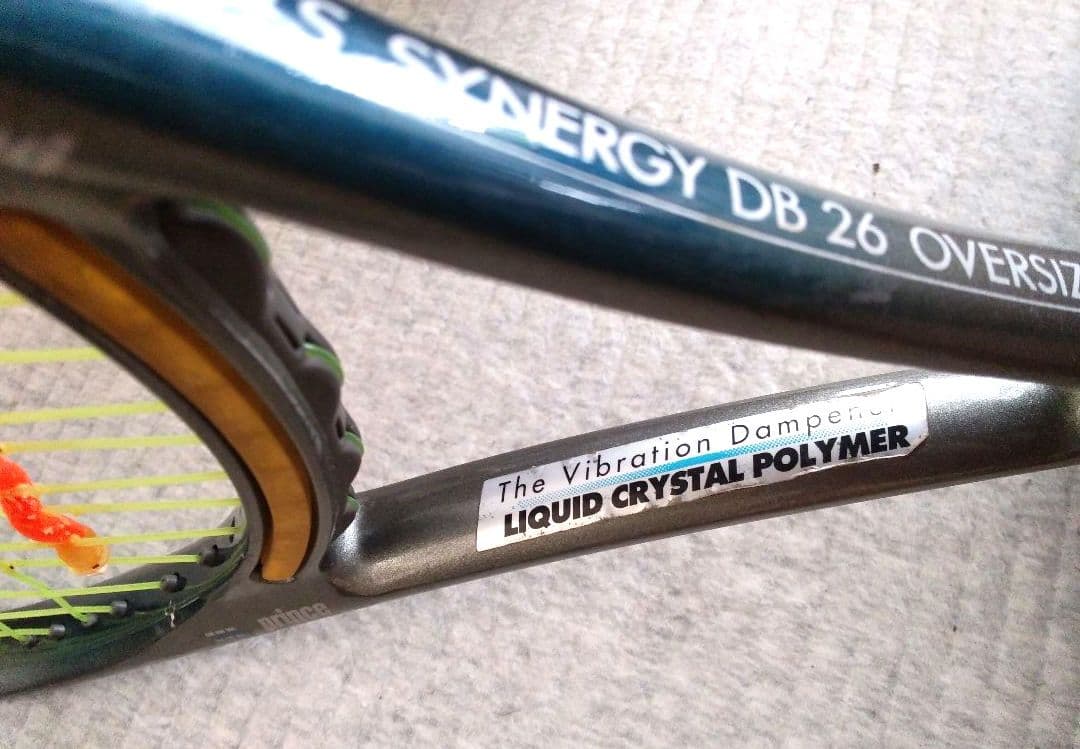 S SYNERGY DB 26 OVERSIZ
The Vibration Dampener
LIQUID CRYSTAL POLYMER
prince